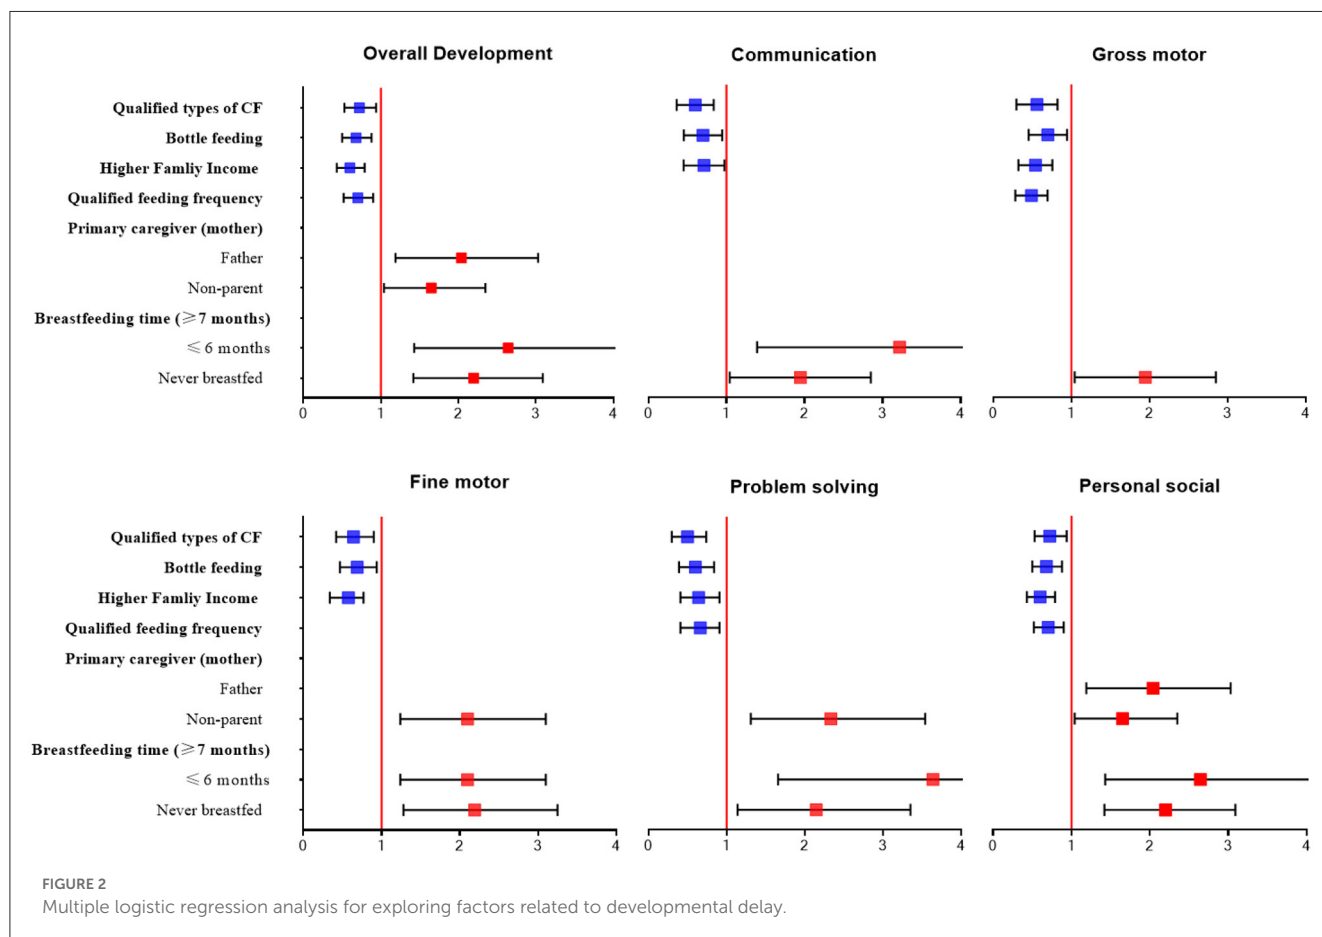 Overall Development
Communication
Gross motor
Qualified types of CF
Bottle feeding
Higher Famliy Income
Qualified feeding frequency
Primary caregiver (mother)
Father
Non-parent
Breastfeeding time (≥7 months)
≤ 6 months
Never breastfed
0 1 2 3 4
0 1 2 3 4
0 1 2 3 4
Fine motor
Problem solving
Personal social
Qualified types of CF
Bottle feeding
Higher Famliy Income
Qualified feeding frequency
Primary caregiver (mother)
Father
Non-parent
Breastfeeding time (≥7 months)
≤ 6 months
Never breastfed
0 1 2 3 4
0 1 2 3 4
0 1 2 3 4
FIGURE 2
Multiple logistic regression analysis for exploring factors related to developmental delay.